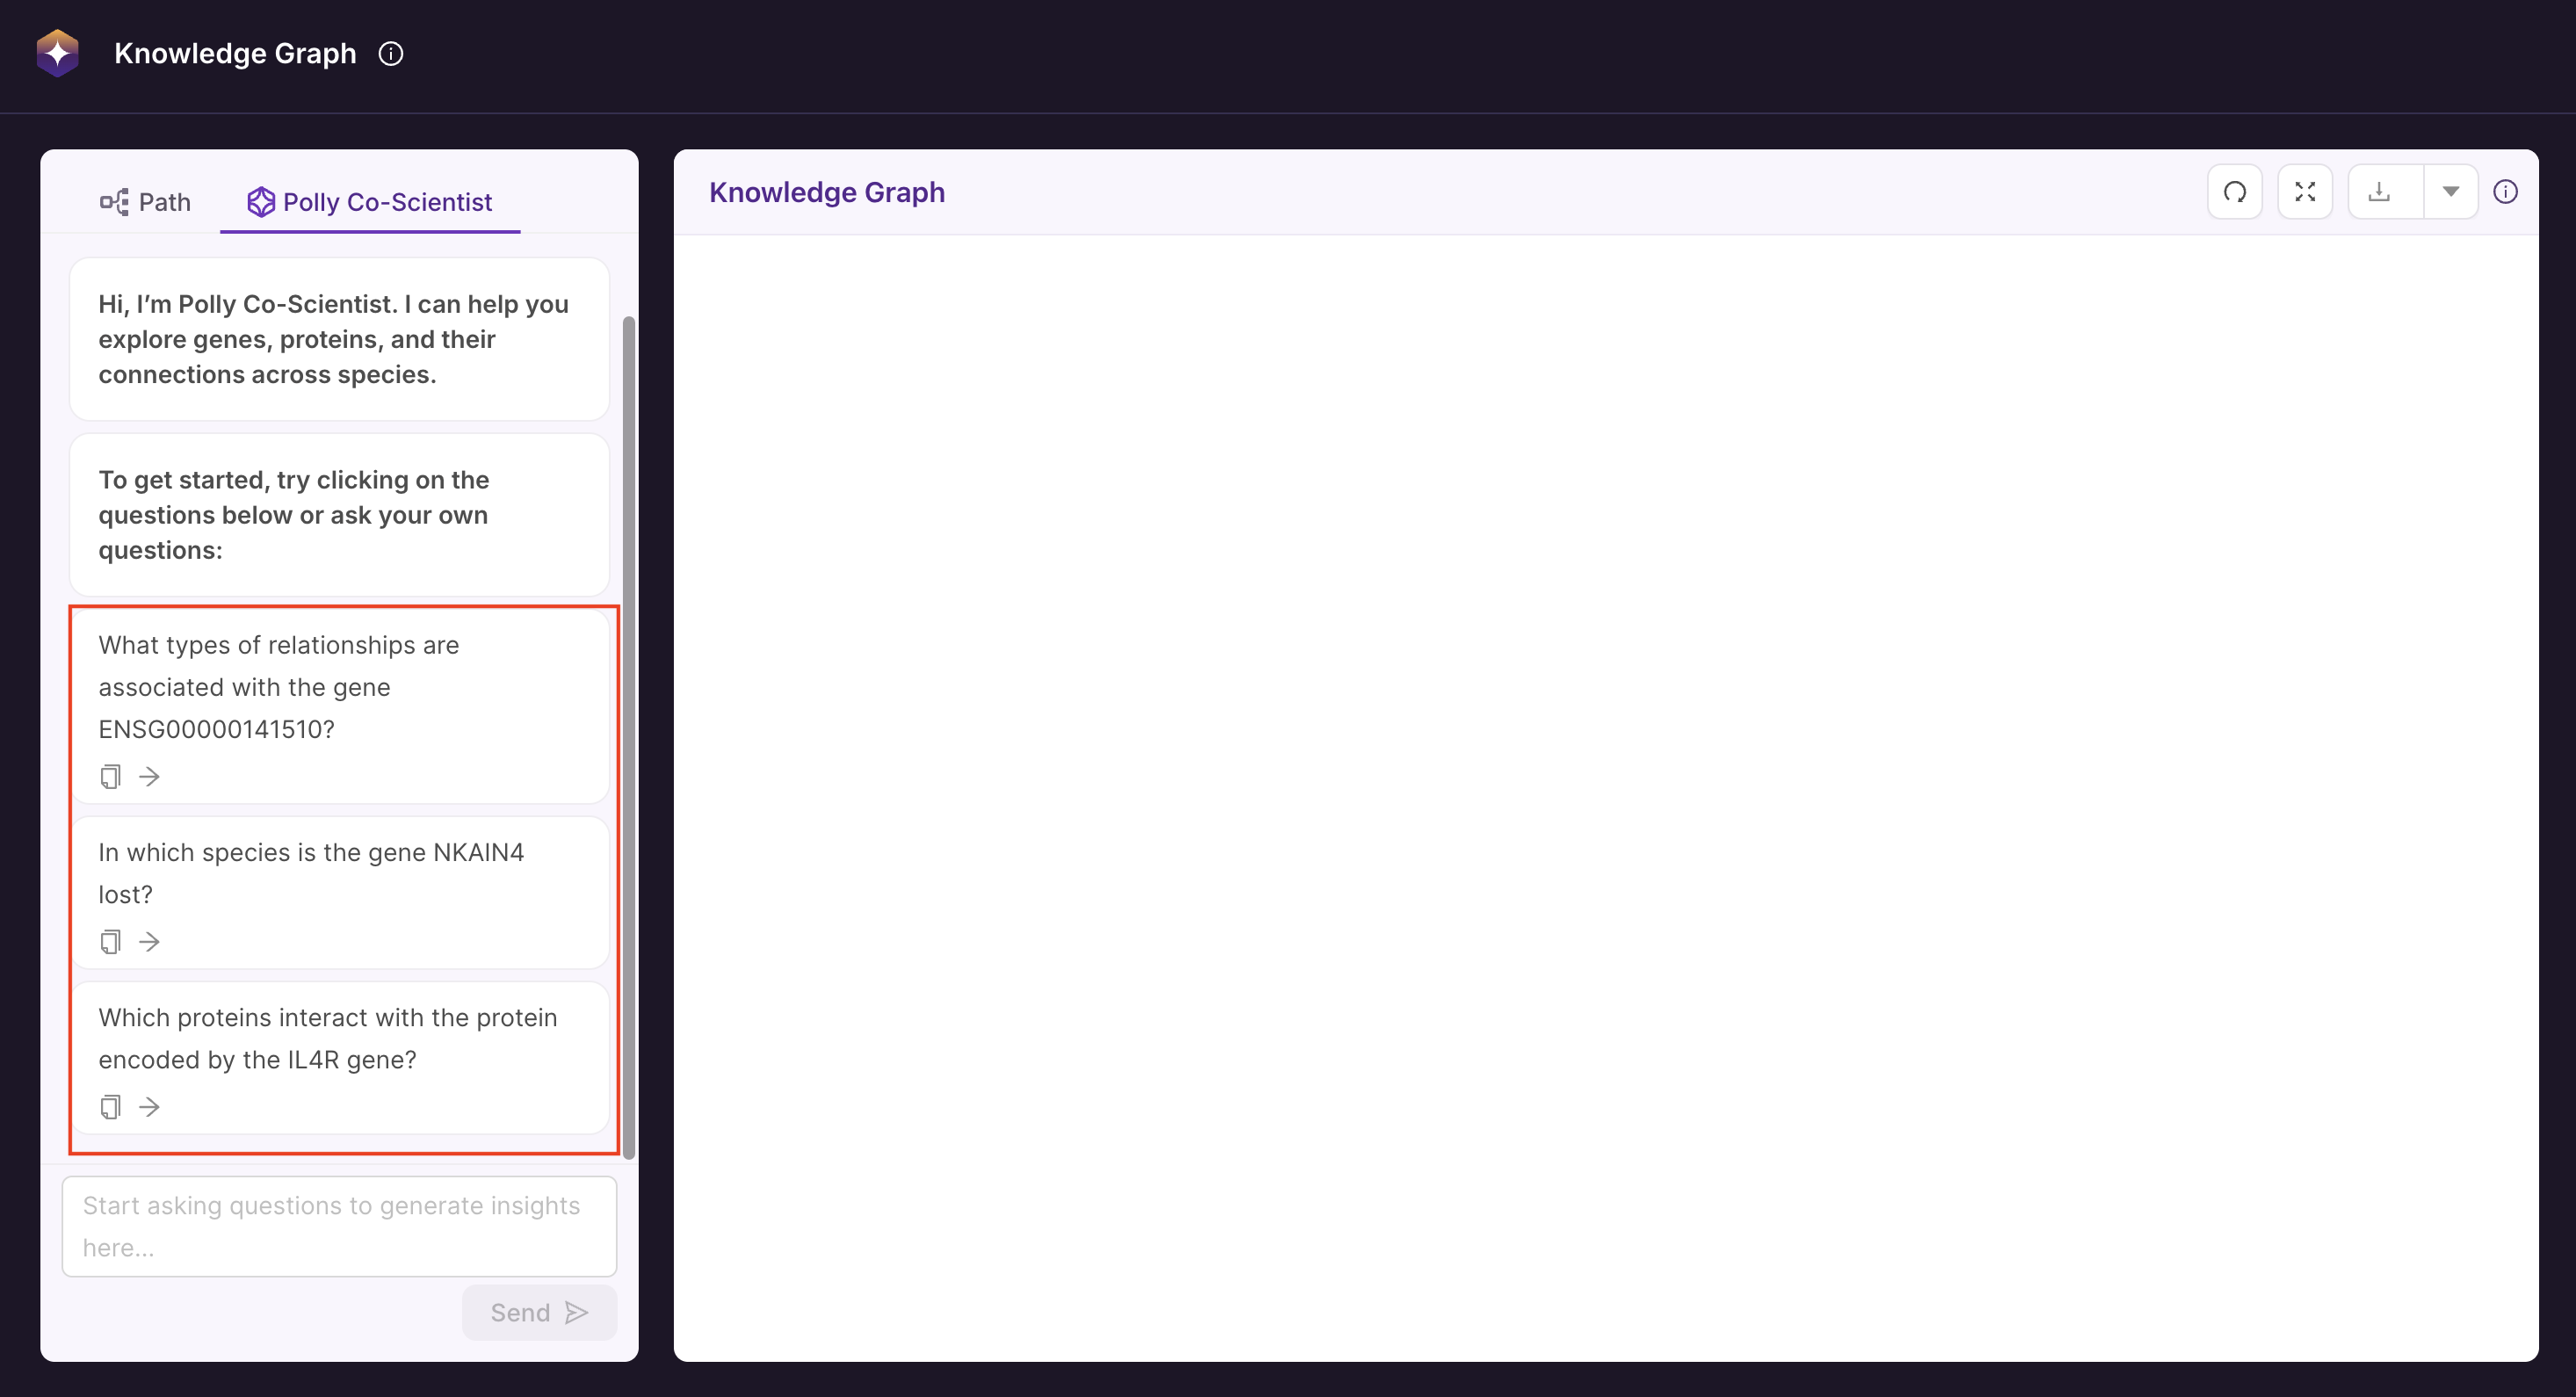 Knowledge Graph
Path
Polly Co-Scientist
Hi, I’m Polly Co-Scientist. I can help you
explore genes, proteins, and their
connections across species.
To get started, try clicking on the
questions below or ask your own
questions:
What types of relationships are
associated with the gene
ENSG00000141510?
In which species is the gene NKAIN4
lost?
Which proteins interact with the protein
encoded by the IL4R gene?
Start asking questions to generate insights
here...
Send
Knowledge Graph